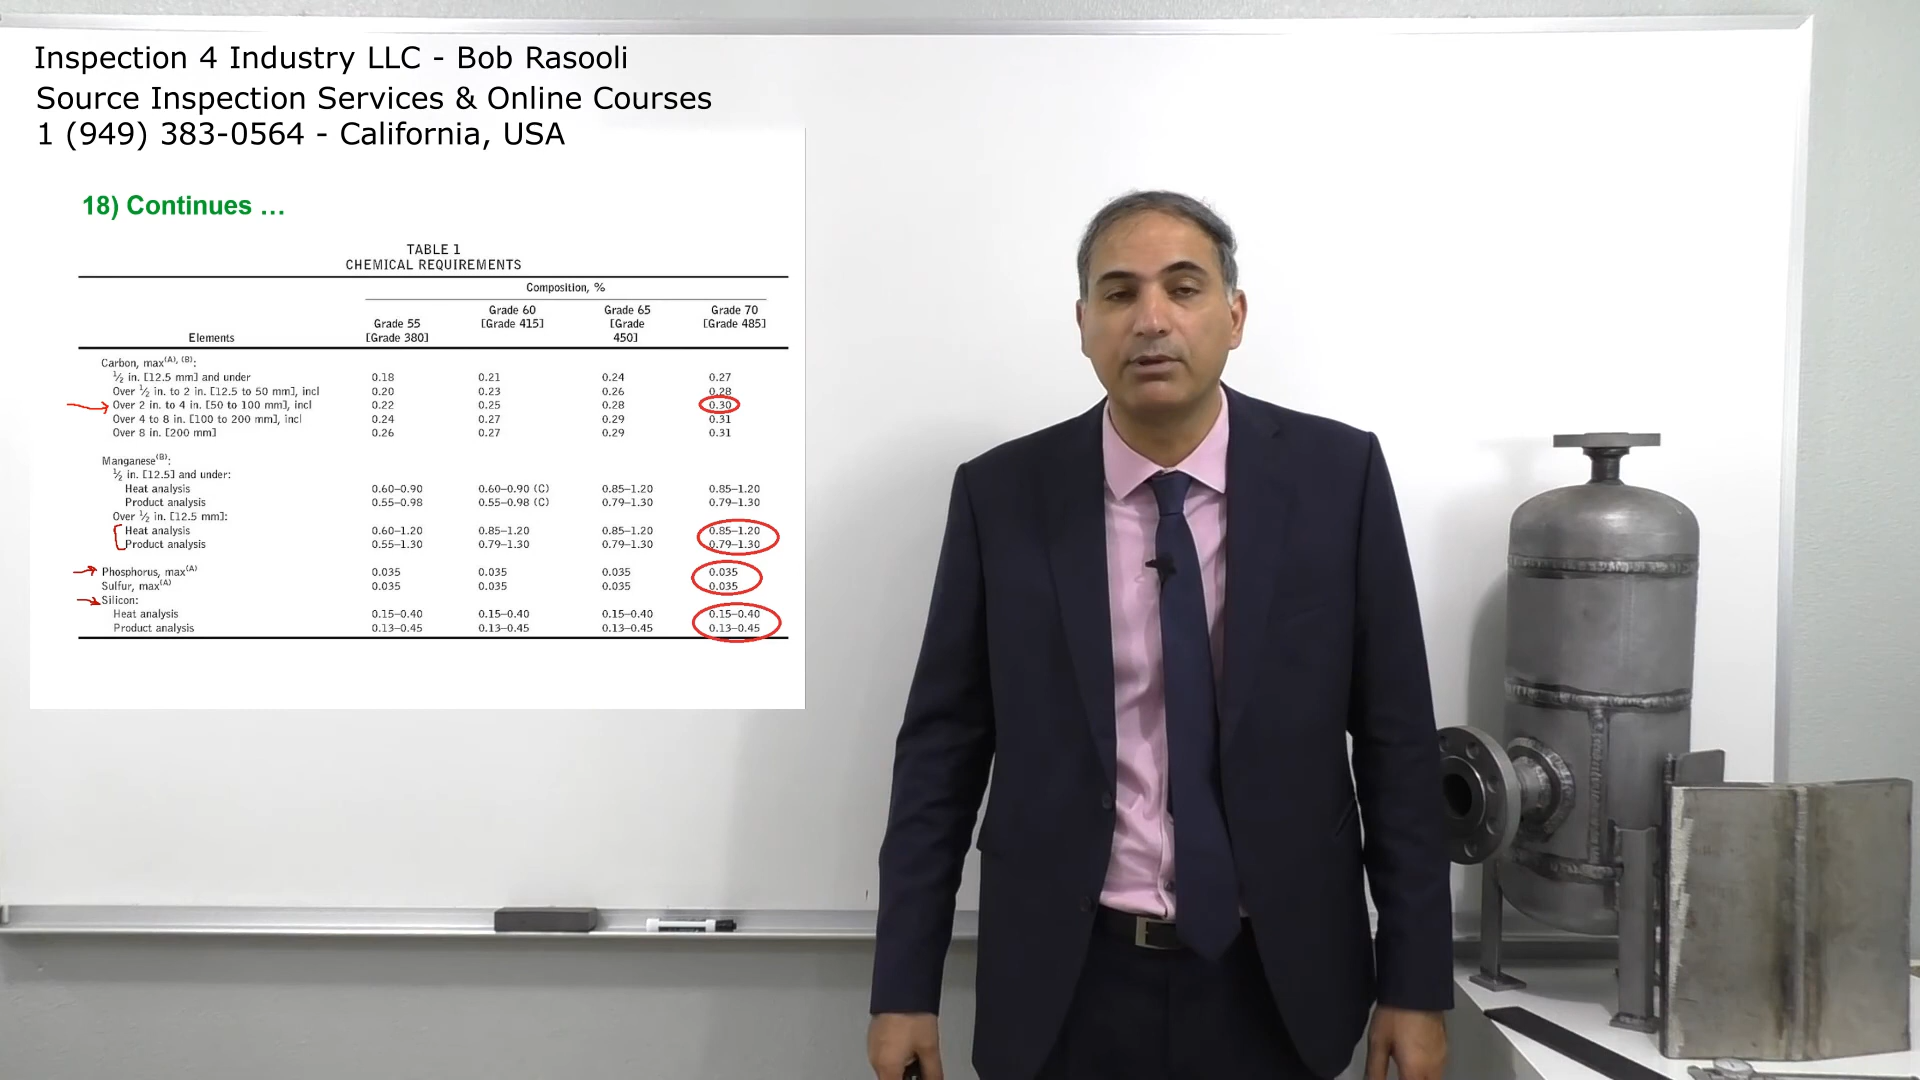 Inspection 4 Industry LLC - Bob Rasooli
Source Inspection Services & Online Courses
1 (949) 383-0564 - California, USA
18) Continues ...
TABLE 1
CHEMICAL REQUIREMENTS
Composition, %
Elements Grade 55 [Grade 380] Grade 60 [Grade 415] Grade 65 [Grade 450] Grade 70 [Grade 485]
Carbon, max(A), (B):
1/2 in. [12.5 mm] and under 0.18 0.21 0.24 0.27
Over 1/2 in. to 2 in. [12.5 to 50 mm], incl 0.20 0.23 0.26 0.28
Over 2 in. to 4 in. [50 to 100 mm], incl 0.22 0.25 0.28 0.30
Over 4 to 8 in. [100 to 200 mm], incl 0.24 0.27 0.29 0.31
Over 8 in. [200 mm] 0.26 0.27 0.29 0.31
Manganese(B):
1/2 in. [12.5] and under:
Heat analysis 0.60–0.90 0.60–0.90 (C) 0.85–1.20 0.85–1.20
Product analysis 0.55–0.98 0.55–0.98 (C) 0.79–1.30 0.79–1.30
Over 1/2 in. [12.5 mm]:
Heat analysis 0.60–1.20 0.85–1.20 0.85–1.20 0.85–1.20
Product analysis 0.55–1.30 0.79–1.30 0.79–1.30 0.79–1.30
Phosphorus, max(A) 0.035 0.035 0.035 0.035
Sulfur, max(A) 0.035 0.035 0.035 0.035
Silicon:
Heat analysis 0.15–0.40 0.15–0.40 0.15–0.40 0.15–0.40
Product analysis 0.13–0.45 0.13–0.45 0.13–0.45 0.13–0.45